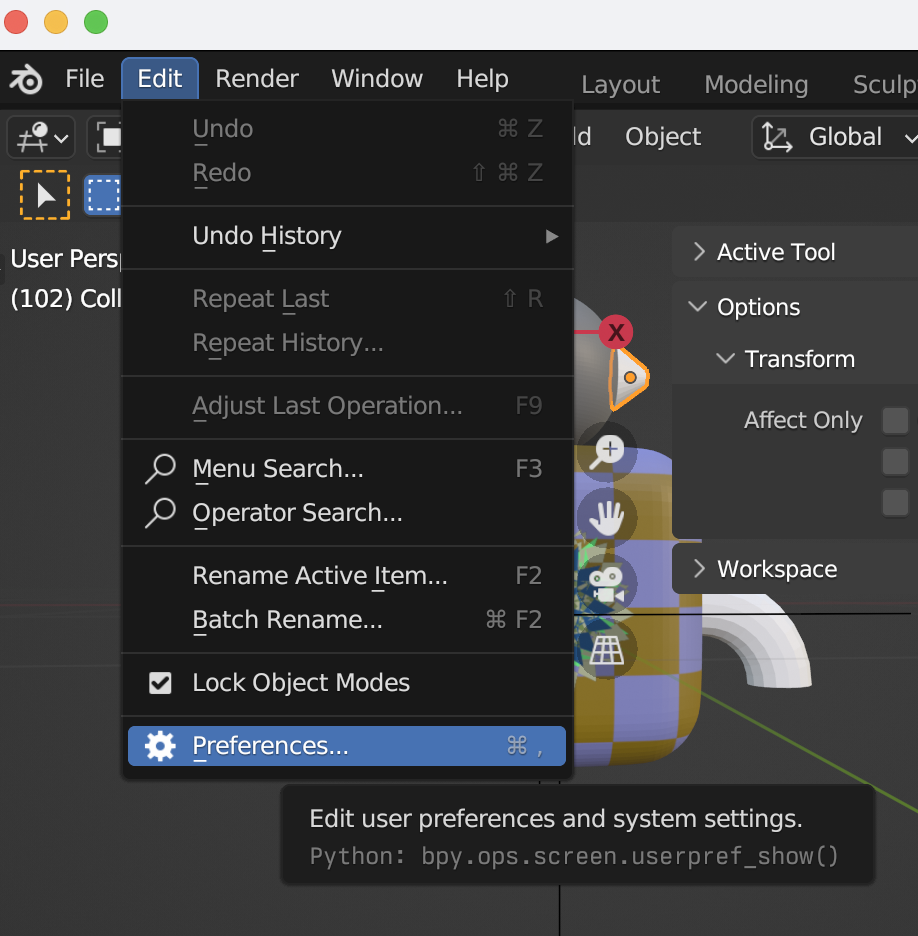 File Edit Render Window Help Layout Modeling Sculp
Object Global
User Persp
(102) Coll
Undo ⌘ Z
Redo ⇧ ⌘ Z
Undo History
Repeat Last ⇧ R
Repeat History...
Adjust Last Operation... F9
Menu Search... F3
Operator Search...
Rename Active Item... F2
Batch Rename... ⌘ F2
Lock Object Modes
Preferences... ⌘ ,
Edit user preferences and system settings.
Python: bpy.ops.screen.userpref_show()
X
Active Tool
Options
Transform
Affect Only
Workspace